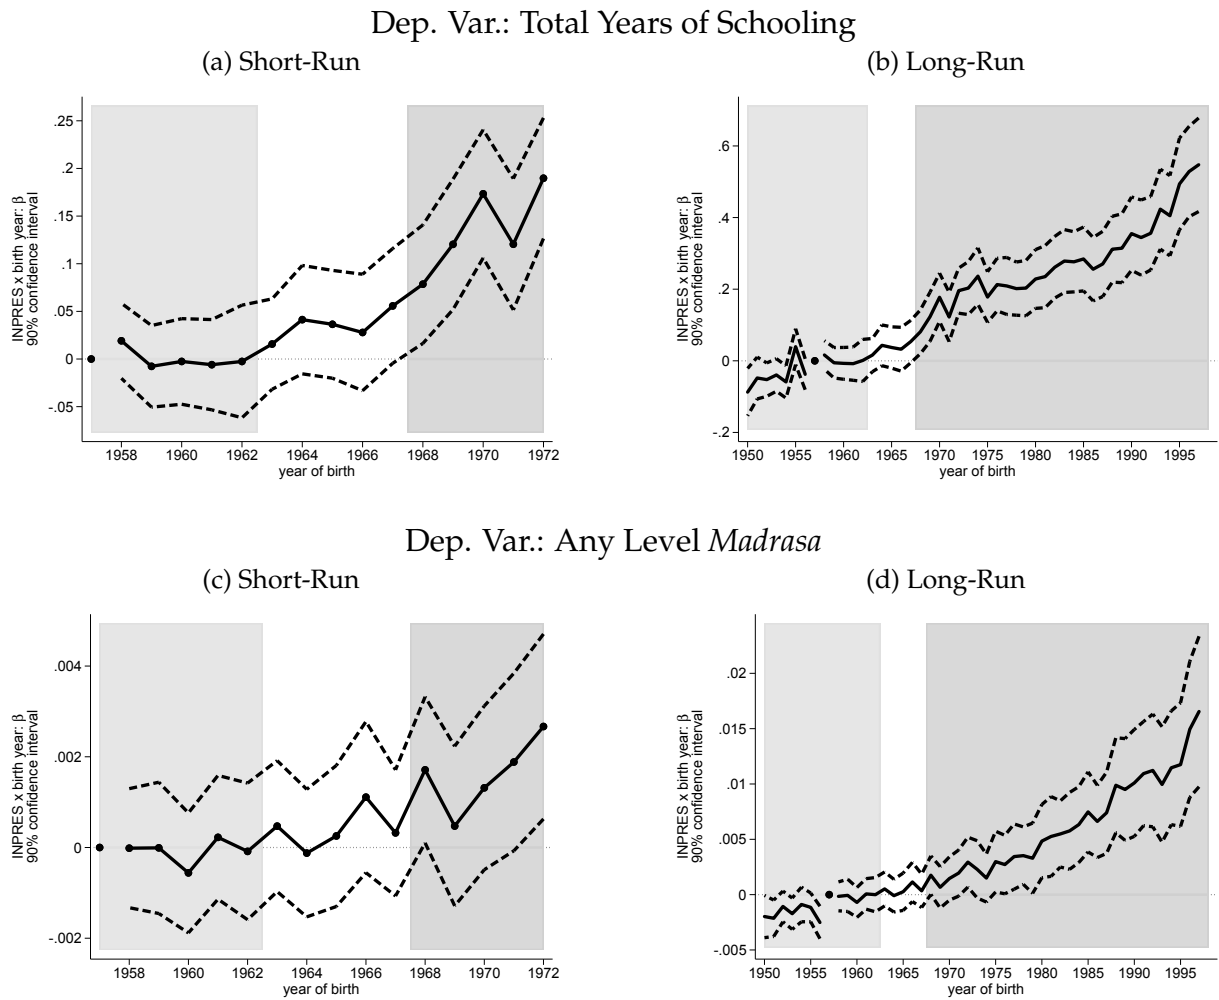 Dep. Var.: Total Years of Schooling
(a) Short-Run
INPRES x birth year: β
90% confidence interval
.25
.2
.15
.1
.05
0
-.05
1958 1960 1962 1964 1966 1968 1970 1972
year of birth
(b) Long-Run
INPRES x birth year: β
90% confidence interval
.6
.4
.2
0
-.2
1950 1955 1960 1965 1970 1975 1980 1985 1990 1995
year of birth
Dep. Var.: Any Level Madrasa
(c) Short-Run
INPRES x birth year: β
90% confidence interval
.004
.002
0
-.002
1958 1960 1962 1964 1966 1968 1970 1972
year of birth
(d) Long-Run
INPRES x birth year: β
90% confidence interval
.02
.015
.01
.005
0
-.005
1950 1955 1960 1965 1970 1975 1980 1985 1990 1995
year of birth